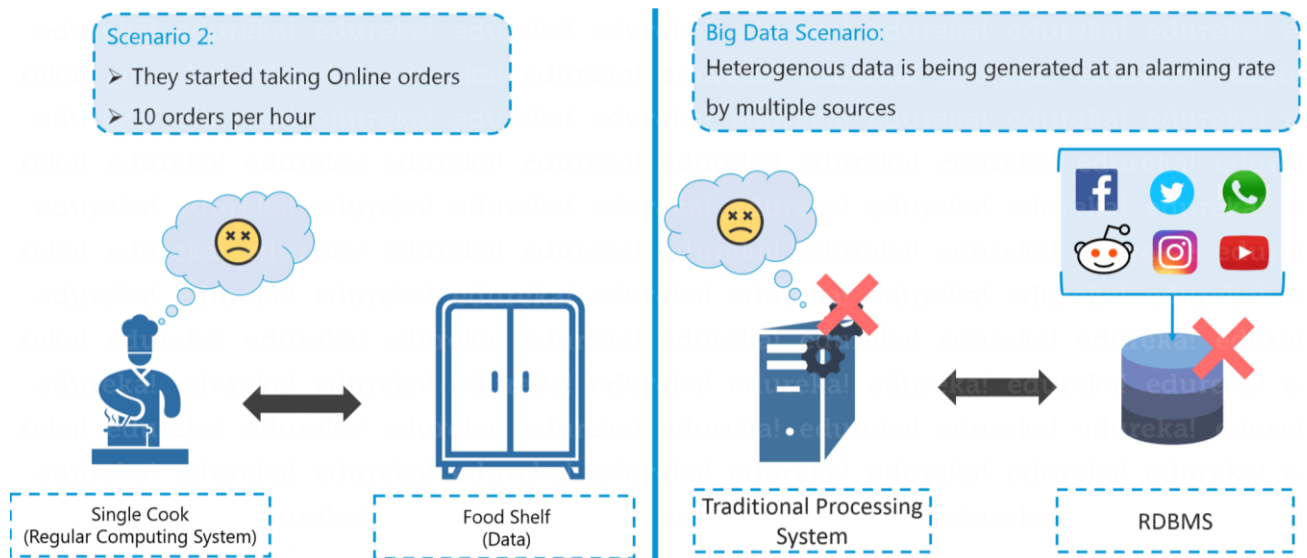 Scenario 2:
➤ They started taking Online orders
➤ 10 orders per hour
Single Cook
(Regular Computing System)
Food Shelf
(Data)
Big Data Scenario:
Heterogenous data is being generated at an alarming rate
by multiple sources
Traditional Processing
System
RDBMS
edureka!